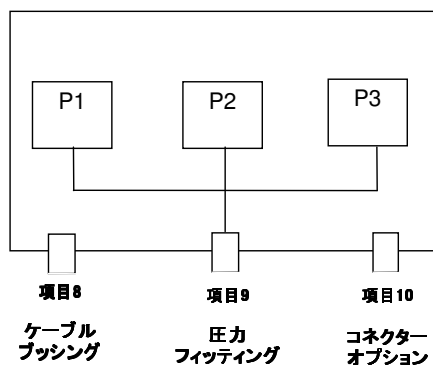 P1
P2
P3
項目8
項目9
項目10
ケーブル
ブッシング
圧力
フィッティング
コネクター
オプション